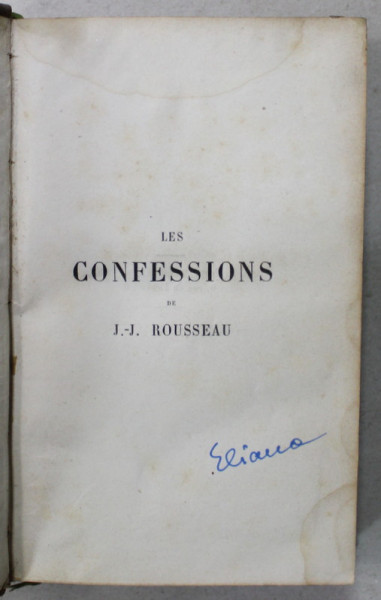 LES
CONFESSIONS
DE
J.-J. ROUSSEAU
Eliana